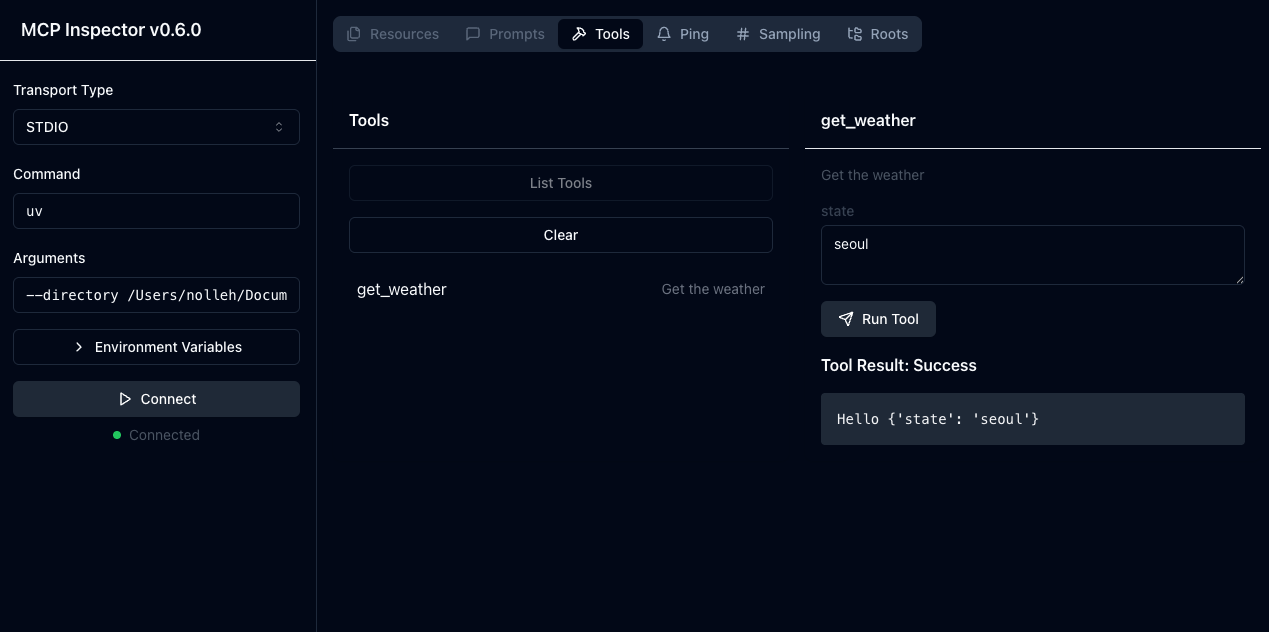 MCP Inspector v0.6.0
Transport Type
STDIO
Command
uv
Arguments
--directory /Users/nolleh/Docum
Environment Variables
Connect
Connected
Resources Prompts Tools Ping Sampling Roots
Tools
List Tools
Clear
get_weather Get the weather
get_weather
Get the weather
state
seoul
Run Tool
Tool Result: Success
Hello {'state': 'seoul'}